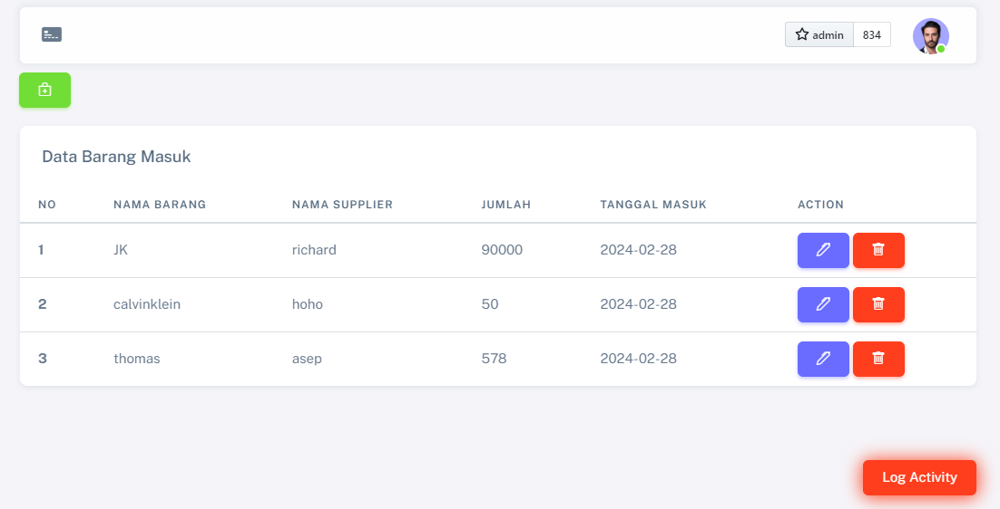 admin 834
Data Barang Masuk
NO NAMA BARANG NAMA SUPPLIER JUMLAH TANGGAL MASUK ACTION
1 JK richard 90000 2024-02-28
2 calvinklein hoho 50 2024-02-28
3 thomas asep 578 2024-02-28
Log Activity